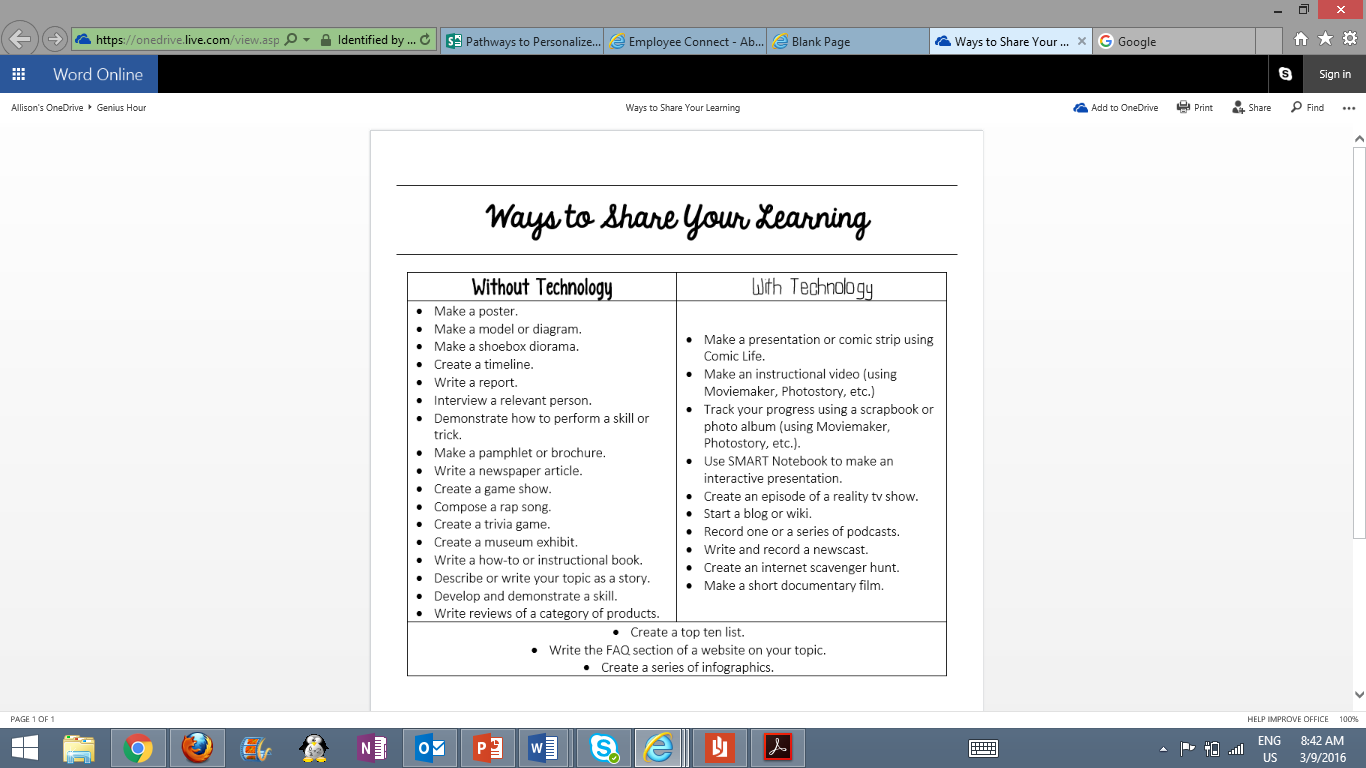 https://onedrive.live.com/view.asp
Identified by ...
Pathways to Personalize...
Employee Connect - Ab...
Blank Page
Ways to Share Your ...
Google
Word Online
Sign in
Allison's OneDrive
Genius Hour
Ways to Share Your Learning
Add to OneDrive
Print
Share
Find
Ways to Share Your Learning
Without Technology
• Make a poster.
• Make a model or diagram.
• Make a shoebox diorama.
• Create a timeline.
• Write a report.
• Interview a relevant person.
• Demonstrate how to perform a skill or
trick.
• Make a pamphlet or brochure.
• Write a newspaper article.
• Create a game show.
• Compose a rap song.
• Create a trivia game.
• Create a museum exhibit.
• Write a how-to or instructional book.
• Describe or write your topic as a story.
• Develop and demonstrate a skill.
• Write reviews of a category of products.
With Technology
• Make a presentation or comic strip using
Comic Life.
• Make an instructional video (using
Moviemaker, Photostory, etc.)
• Track your progress using a scrapbook or
photo album (using Moviemaker,
Photostory, etc.).
• Use SMART Notebook to make an
interactive presentation.
• Create an episode of a reality tv show.
• Start a blog or wiki.
• Record one or a series of podcasts.
• Write and record a newscast.
• Create an internet scavenger hunt.
• Make a short documentary film.
• Create a top ten list.
• Write the FAQ section of a website on your topic.
• Create a series of infographics.
PAGE 1 OF 1
HELP IMPROVE OFFICE
100%
ENG
US
8:42 AM
3/9/2016